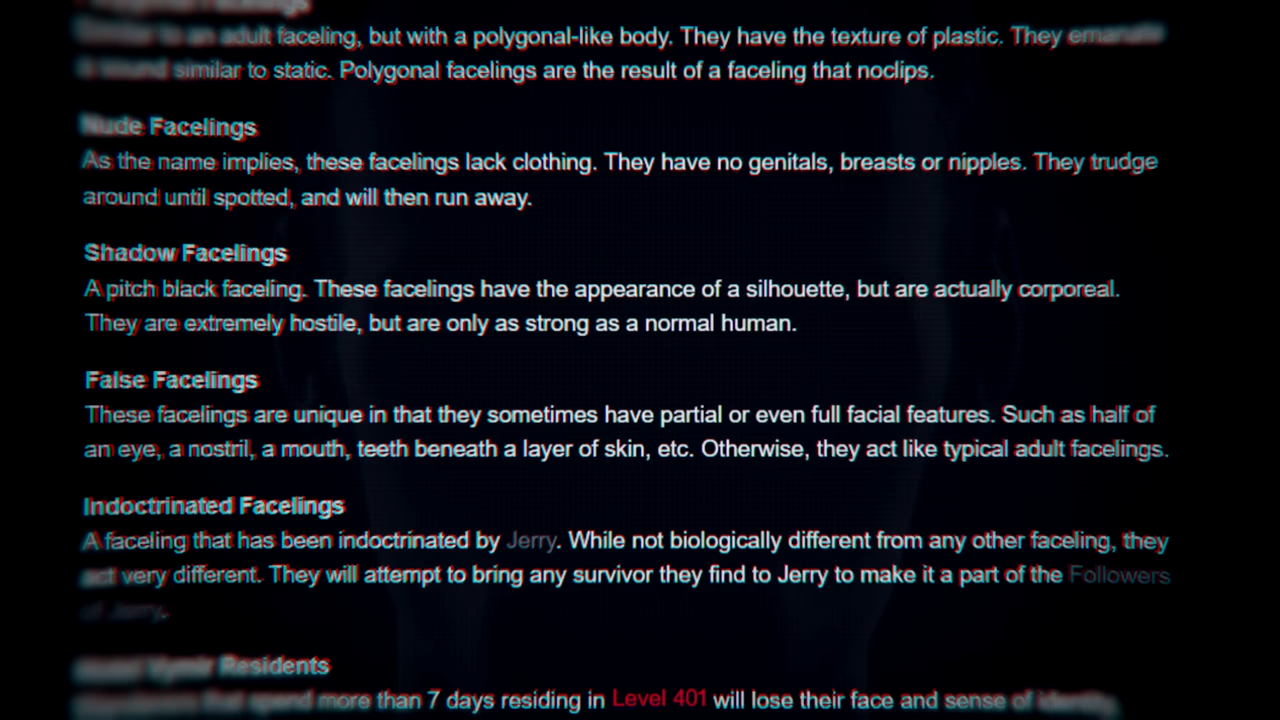 Facelings
Similar to an adult faceling, but with a polygonal-like body. They have the texture of plastic. They emanate
a sound similar to static. Polygonal facelings are the result of a faceling that noclips.
Nude Facelings
As the name implies, these facelings lack clothing. They have no genitals, breasts or nipples. They trudge
around until spotted, and will then run away.
Shadow Facelings
A pitch black faceling. These facelings have the appearance of a silhouette, but are actually corporeal.
They are extremely hostile, but are only as strong as a normal human.
False Facelings
These facelings are unique in that they sometimes have partial or even full facial features. Such as half of
an eye, a nostril, a mouth, teeth beneath a layer of skin, etc. Otherwise, they act like typical adult facelings.
Indoctrinated Facelings
A faceling that has been indoctrinated by Jerry. While not biologically different from any other faceling, they
act very different. They will attempt to bring any survivor they find to Jerry to make it a part of the Followers
of Jerry.
Residents
that spend more than 7 days residing in Level 401 will lose their face and sense of identity.